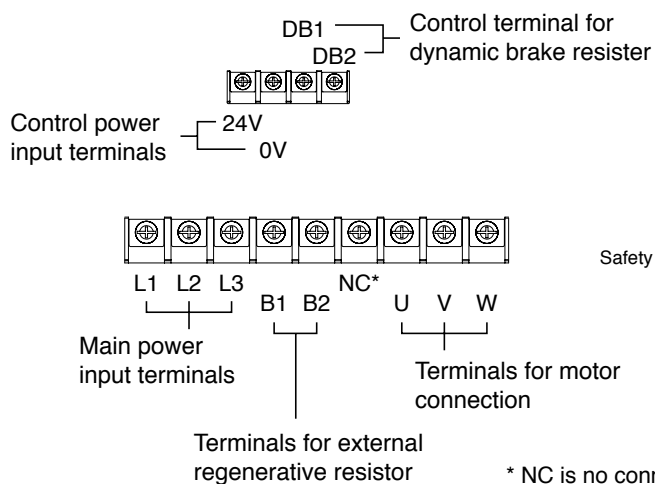 DB1
DB2
Control terminal for
dynamic brake resister
Control power
input terminals
24V
0V
Safety
L1 L2 L3 NC*
B1 B2 U V W
Main power
input terminals
Terminals for motor
connection
Terminals for external
regenerative resistor
* NC is no